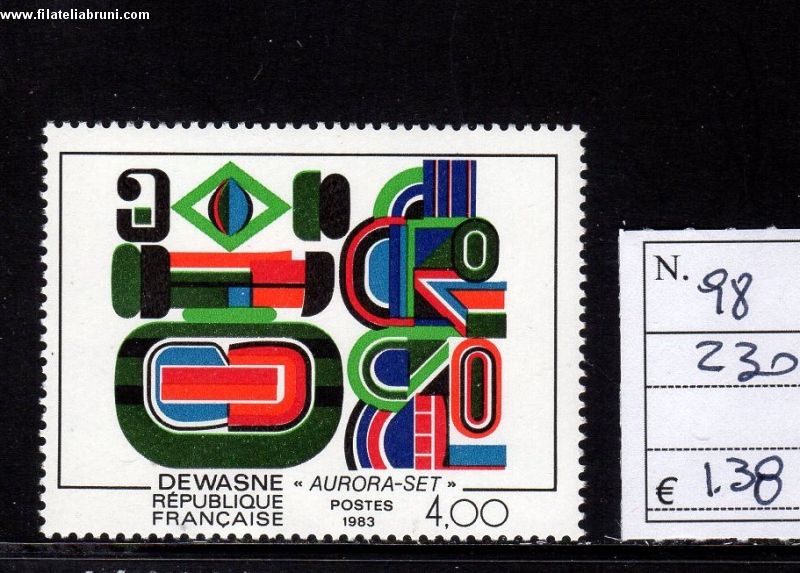 www.filateliabruni.com
DEWASNE « AURORA-SET »
RÉPUBLIQUE FRANÇAISE
POSTES 1983
4,00
N. 98
230
€ 1.38